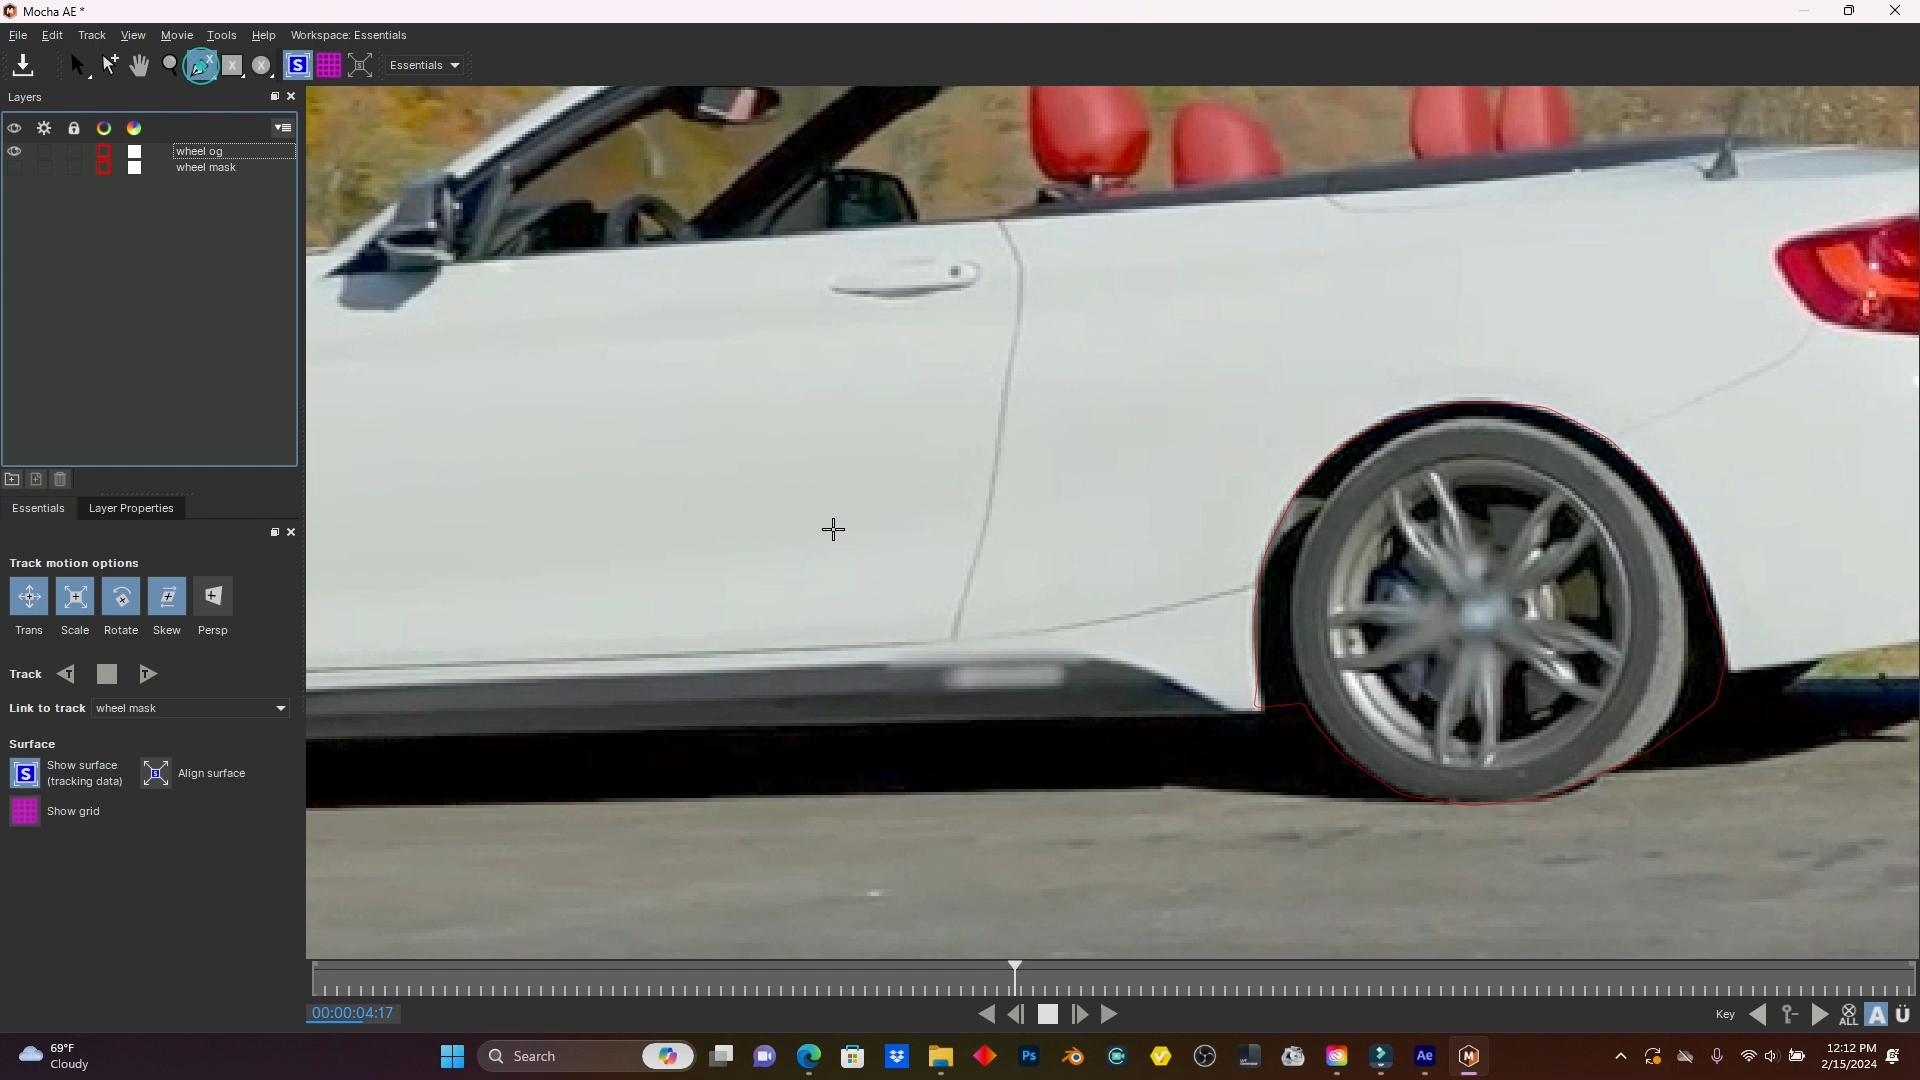 Mocha AE *
File Edit Track View Movie Tools Help Workspace: Essentials
Essentials
Layers
wheel og
wheel mask
Essentials Layer Properties
Track motion options
Trans Scale Rotate Skew Persp
Track
Link to track wheel mask
Surface
Show surface
(tracking data)
Align surface
Show grid
00:00:04:17
Key
ALL
69°F
Cloudy
Search
12:12 PM
2/15/2024